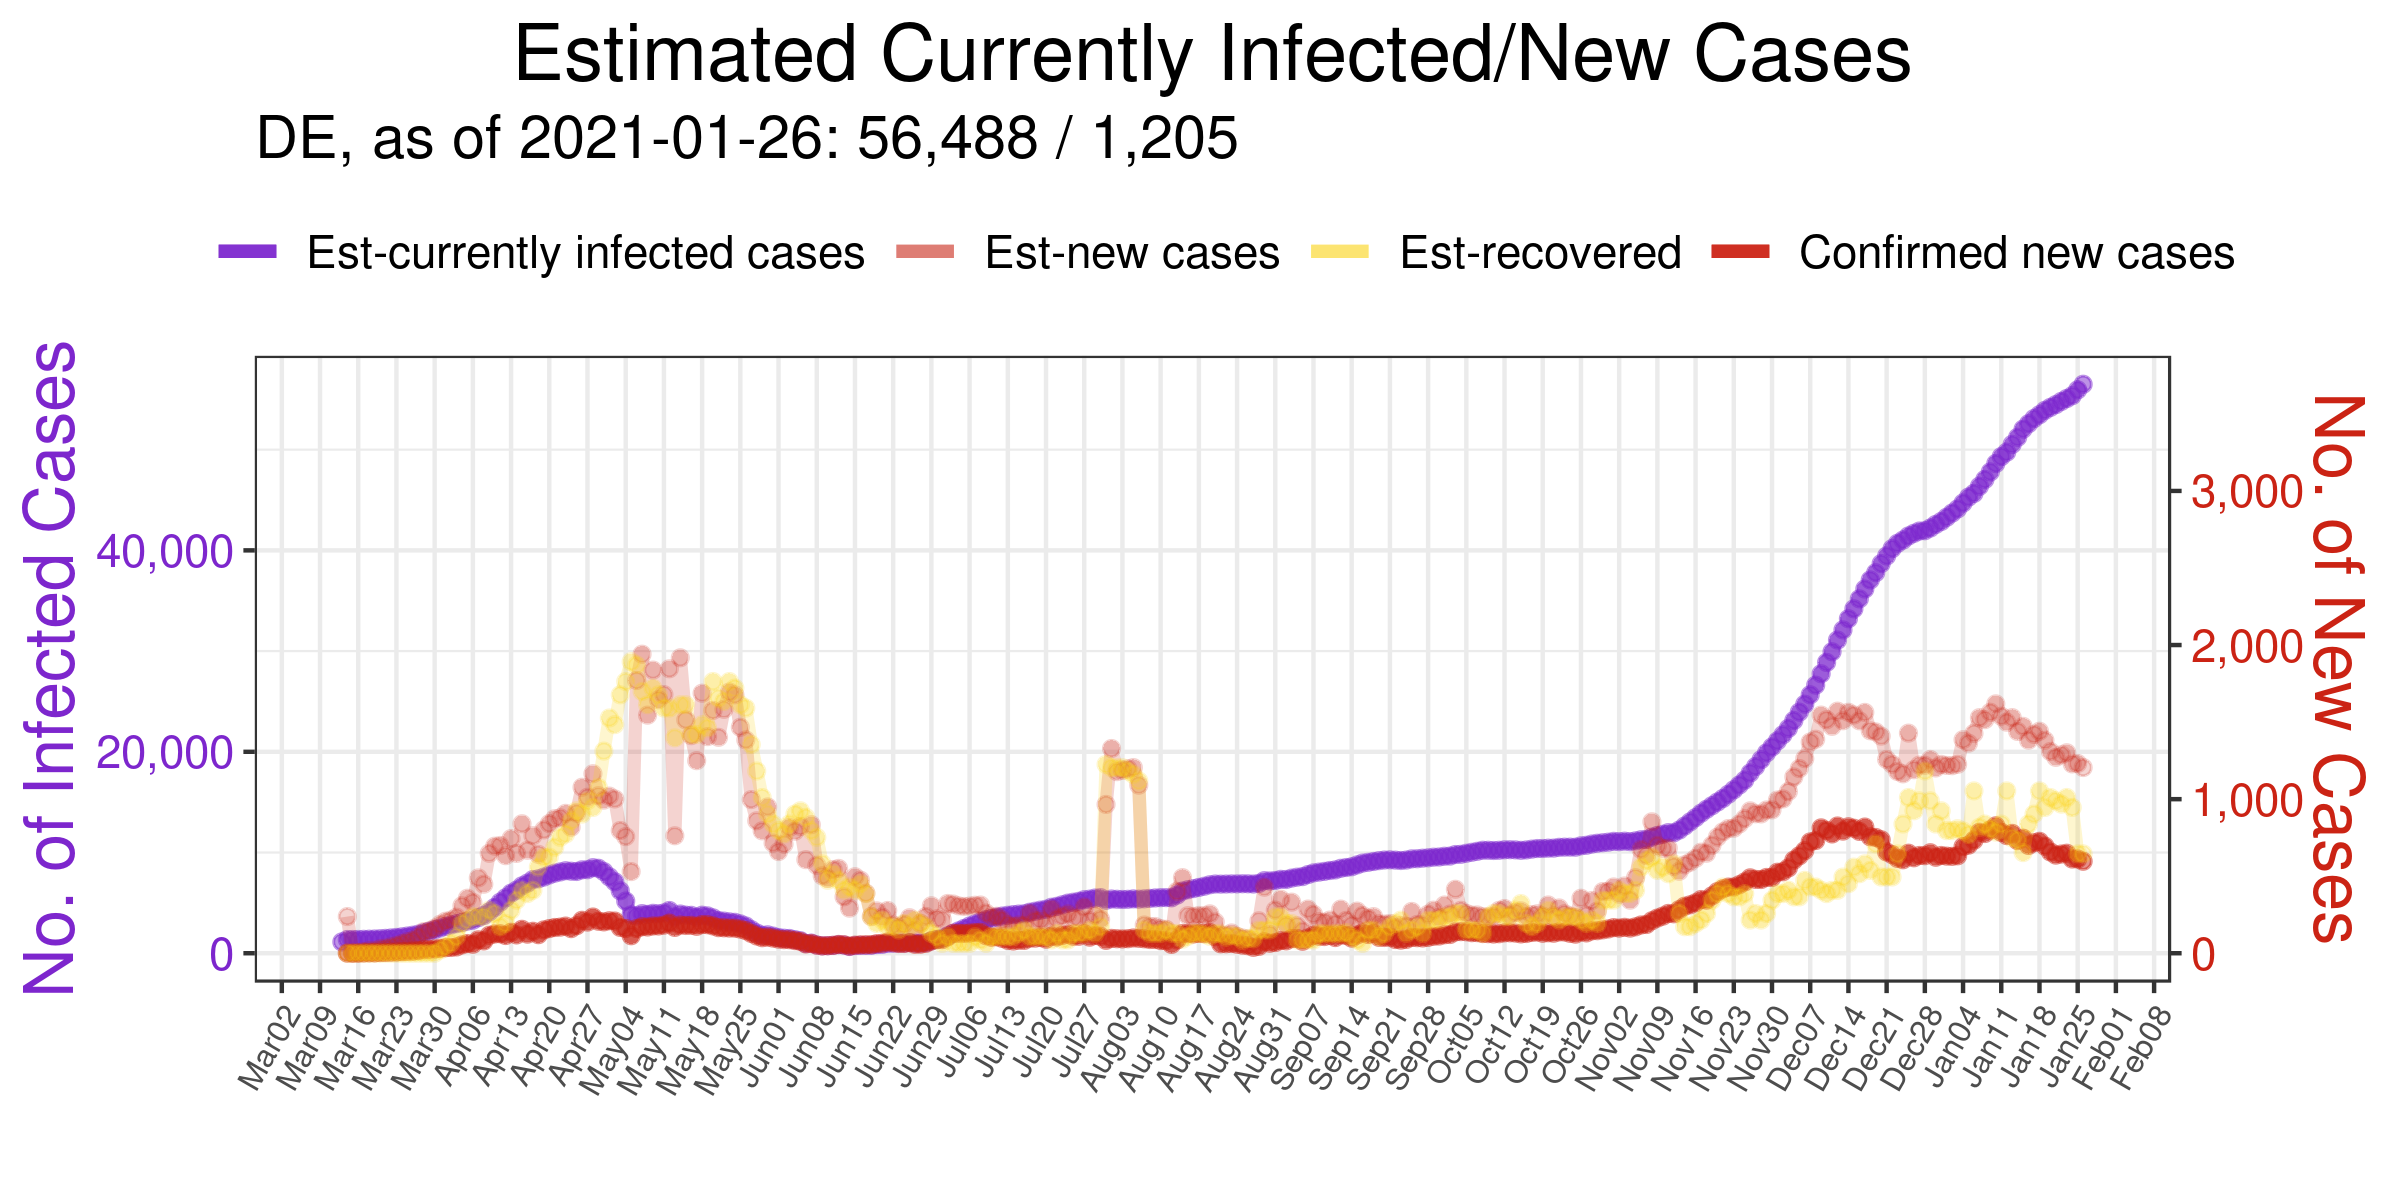 Estimated Currently Infected/New Cases
DE, as of 2021-01-26: 56,488 / 1,205
Est-currently infected cases Est-new cases Est-recovered Confirmed new cases
No. of Infected Cases
40,000
20,000
0
3,000
2,000
1,000
0
No. of New Cases
Mar02 Mar09 Mar16 Mar23 Mar30 Apr06 Apr13 Apr20 Apr27 May04 May11 May18 May25 Jun01 Jun08 Jun15 Jun22 Jun29 Jul06 Jul13 Jul20 Jul27 Aug03 Aug10 Aug17 Aug24 Aug31 Sep07 Sep14 Sep21 Sep28 Oct05 Oct12 Oct19 Oct26 Nov02 Nov09 Nov16 Nov23 Nov30 Dec07 Dec14 Dec21 Dec28 Jan04 Jan11 Jan18 Jan25 Feb01 Feb08